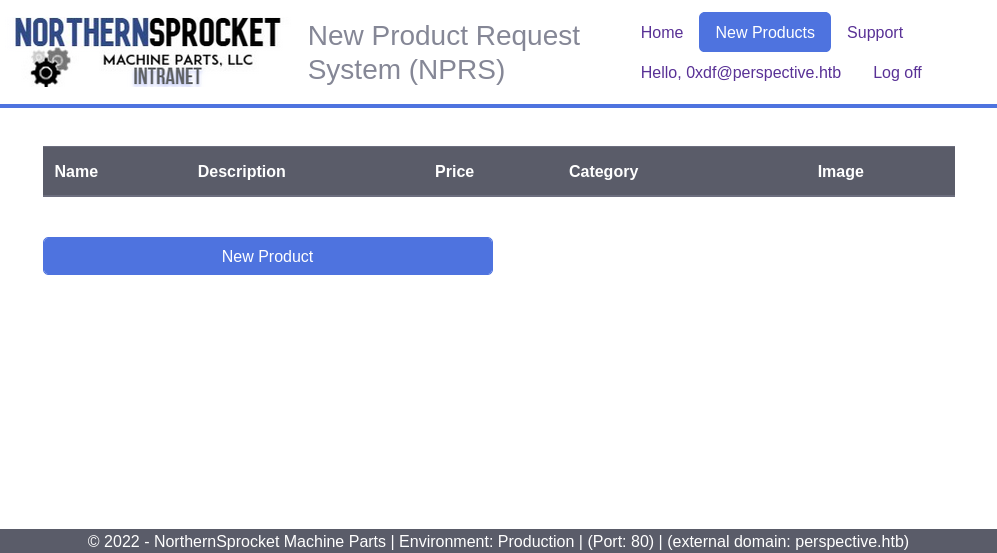 NORTHERNSPROCKET
MACHINE PARTS, LLC
INTRANET
New Product Request
System (NPRS)
Home New Products Support
Hello, 0xdf@perspective.htb Log off
Name Description Price Category Image
New Product
© 2022 - NorthernSprocket Machine Parts | Environment: Production | (Port: 80) | (external domain: perspective.htb)